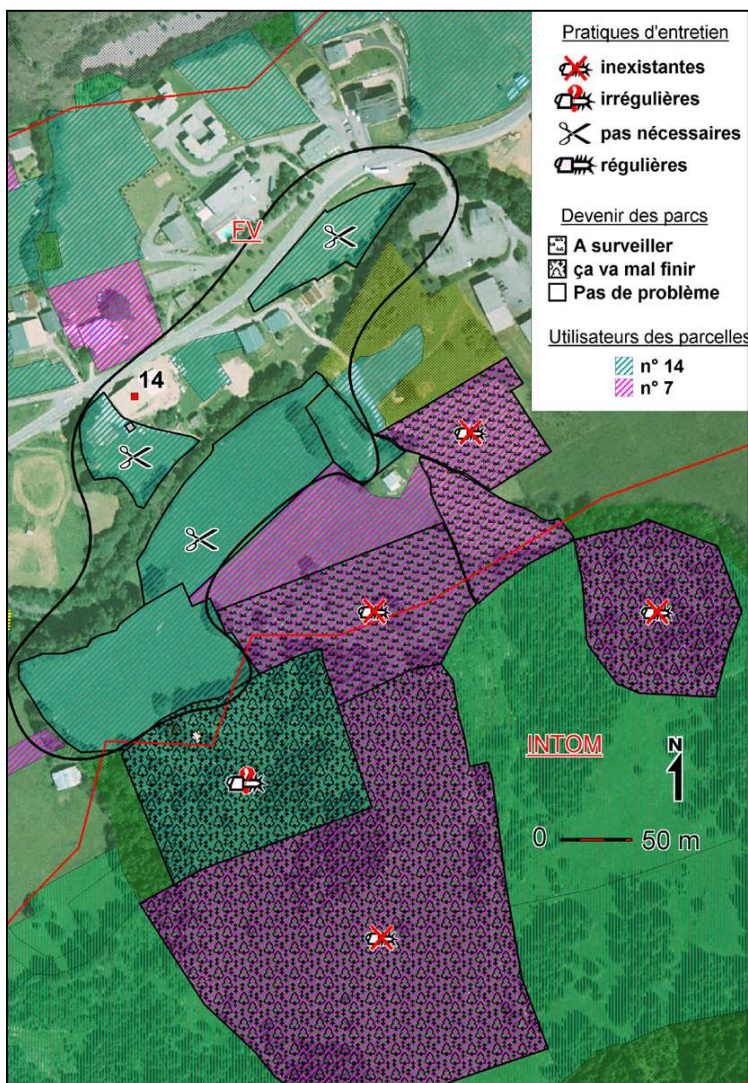 Pratiques d'entretien
inexistantes
irrégulières
pas nécessaires
régulières
Devenir des parcs
A surveiller
ça va mal finir
Pas de problème
Utilisateurs des parcelles
n° 14
n° 7
FV
14
INTOM
N
0 50 m